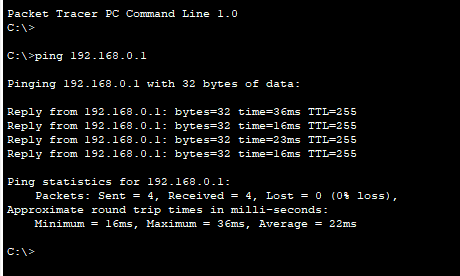 Packet Tracer PC Command Line 1.0
C:\>
C:\>ping 192.168.0.1
Pinging 192.168.0.1 with 32 bytes of data:
Reply from 192.168.0.1: bytes=32 time=36ms TTL=255
Reply from 192.168.0.1: bytes=32 time=16ms TTL=255
Reply from 192.168.0.1: bytes=32 time=23ms TTL=255
Reply from 192.168.0.1: bytes=32 time=16ms TTL=255
Ping statistics for 192.168.0.1:
Packets: Sent = 4, Received = 4, Lost = 0 (0% loss),
Approximate round trip times in milli-seconds:
Minimum = 16ms, Maximum = 36ms, Average = 22ms
C:\>